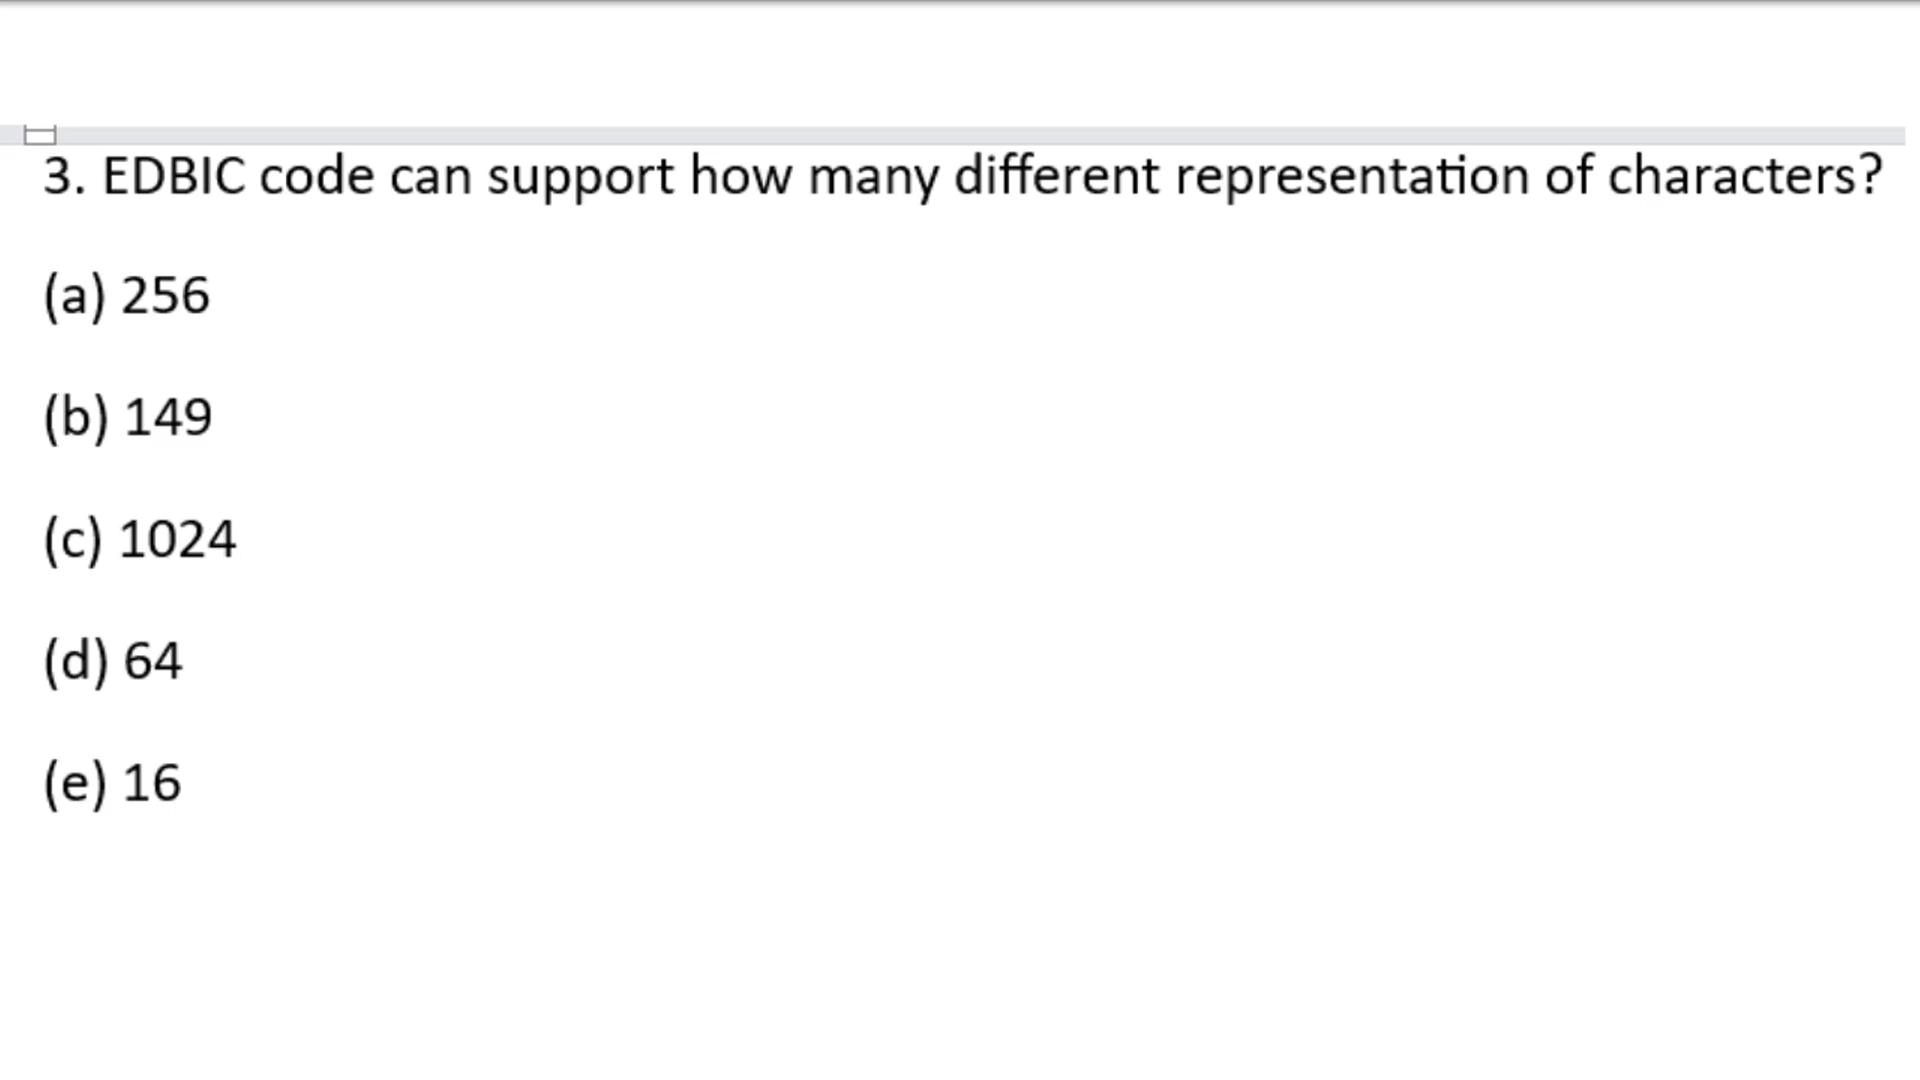 3. EDBIC code can support how many different representation of characters?
(a) 256
(b) 149
(c) 1024
(d) 64
(e) 16